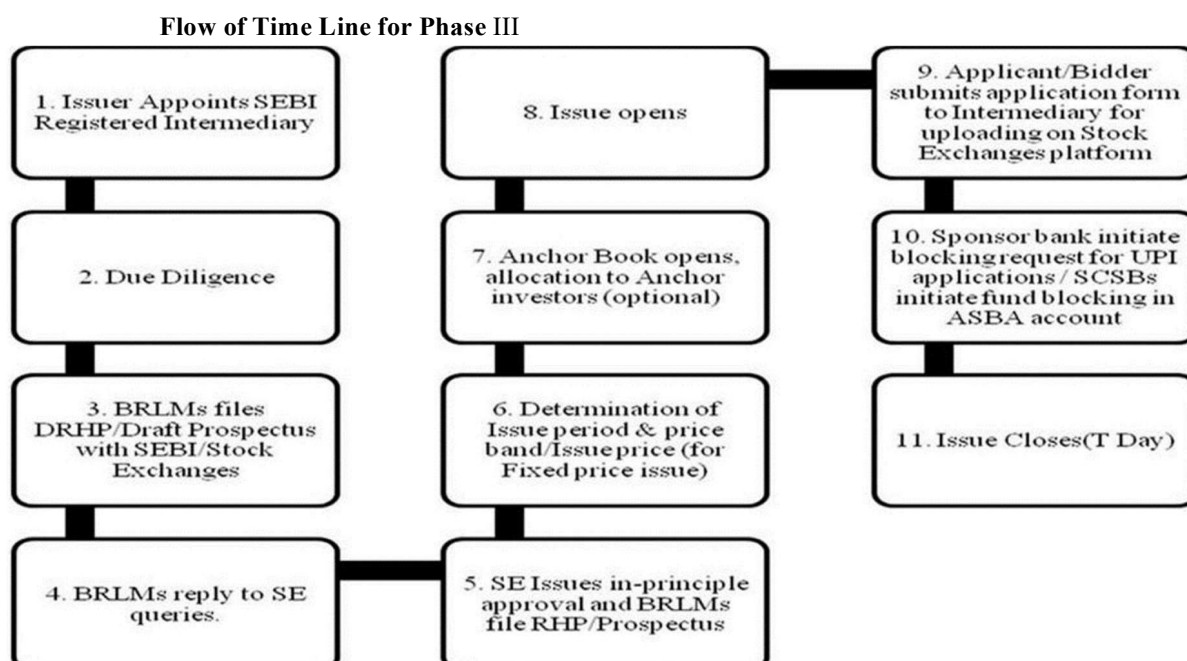 Flow of Time Line for Phase III
1. Issuer Appoints SEBI
Registered Intermediary
2. Due Diligence
3. BRLMs files
DRHP/Draft Prospectus
with SEBI/Stock
Exchanges
4. BRLMs reply to SE
queries.
5. SE Issues in-principle
approval and BRLMs
file RHP/Prospectus
6. Determination of
Issue period & price
band/Issue price (for
Fixed price issue)
7. Anchor Book opens,
allocation to Anchor
investors (optional)
8. Issue opens
9. Applicant/Bidder
submits application form
to Intermediary for
uploading on Stock
Exchanges platform
10. Sponsor bank initiate
blocking request for UPI
applications / SCSBs
initiate fund blocking in
ASBA account
11. Issue Closes(T Day)